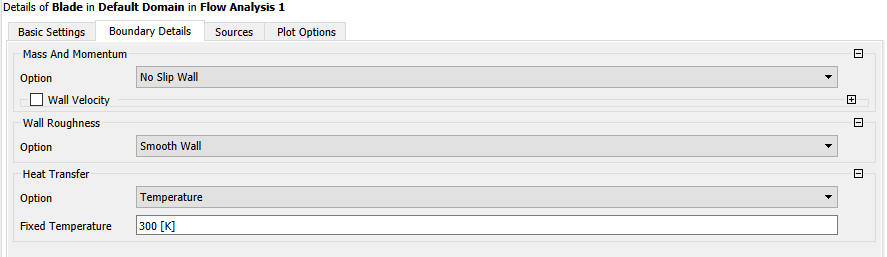 Details of Blade in Default Domain in Flow Analysis 1
Basic Settings Boundary Details Sources Plot Options
Mass And Momentum
Option No Slip Wall
Wall Velocity
Wall Roughness
Option Smooth Wall
Heat Transfer
Option Temperature
Fixed Temperature 300 [K]